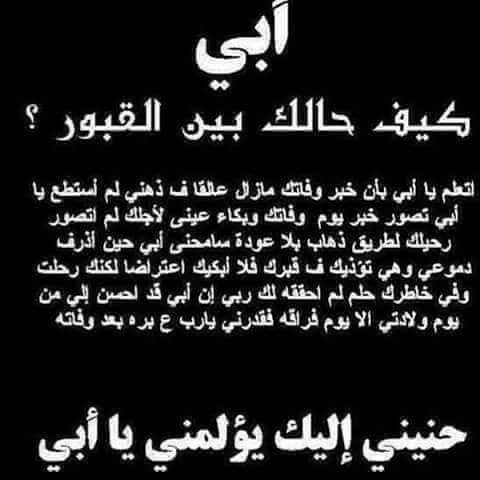 أبي
كيف حالك بين القبور ؟
اتعلم يا أبي بأن خبر وفاتك مازال عالقا ف ذهني لم أستطع يا
أبي تصور خبر يوم وفاتك وبكاء عيني لأجلك لم اتصور
رحيلك لطريق ذهاب بلا عودة سامحنى أبي حين أذرف
دموعي وهي تؤذيك ف قبرك فلا أبكيك اعتراضا لكنك رحلت
وفي خاطرك حلم لم احققه لك ربي إن أبي قد احسن إلي من
يوم ولادتي الا يوم فراقه فقدرني يارب ع بره بعد وفاته
حنيني إليك يؤلمني يا أبي